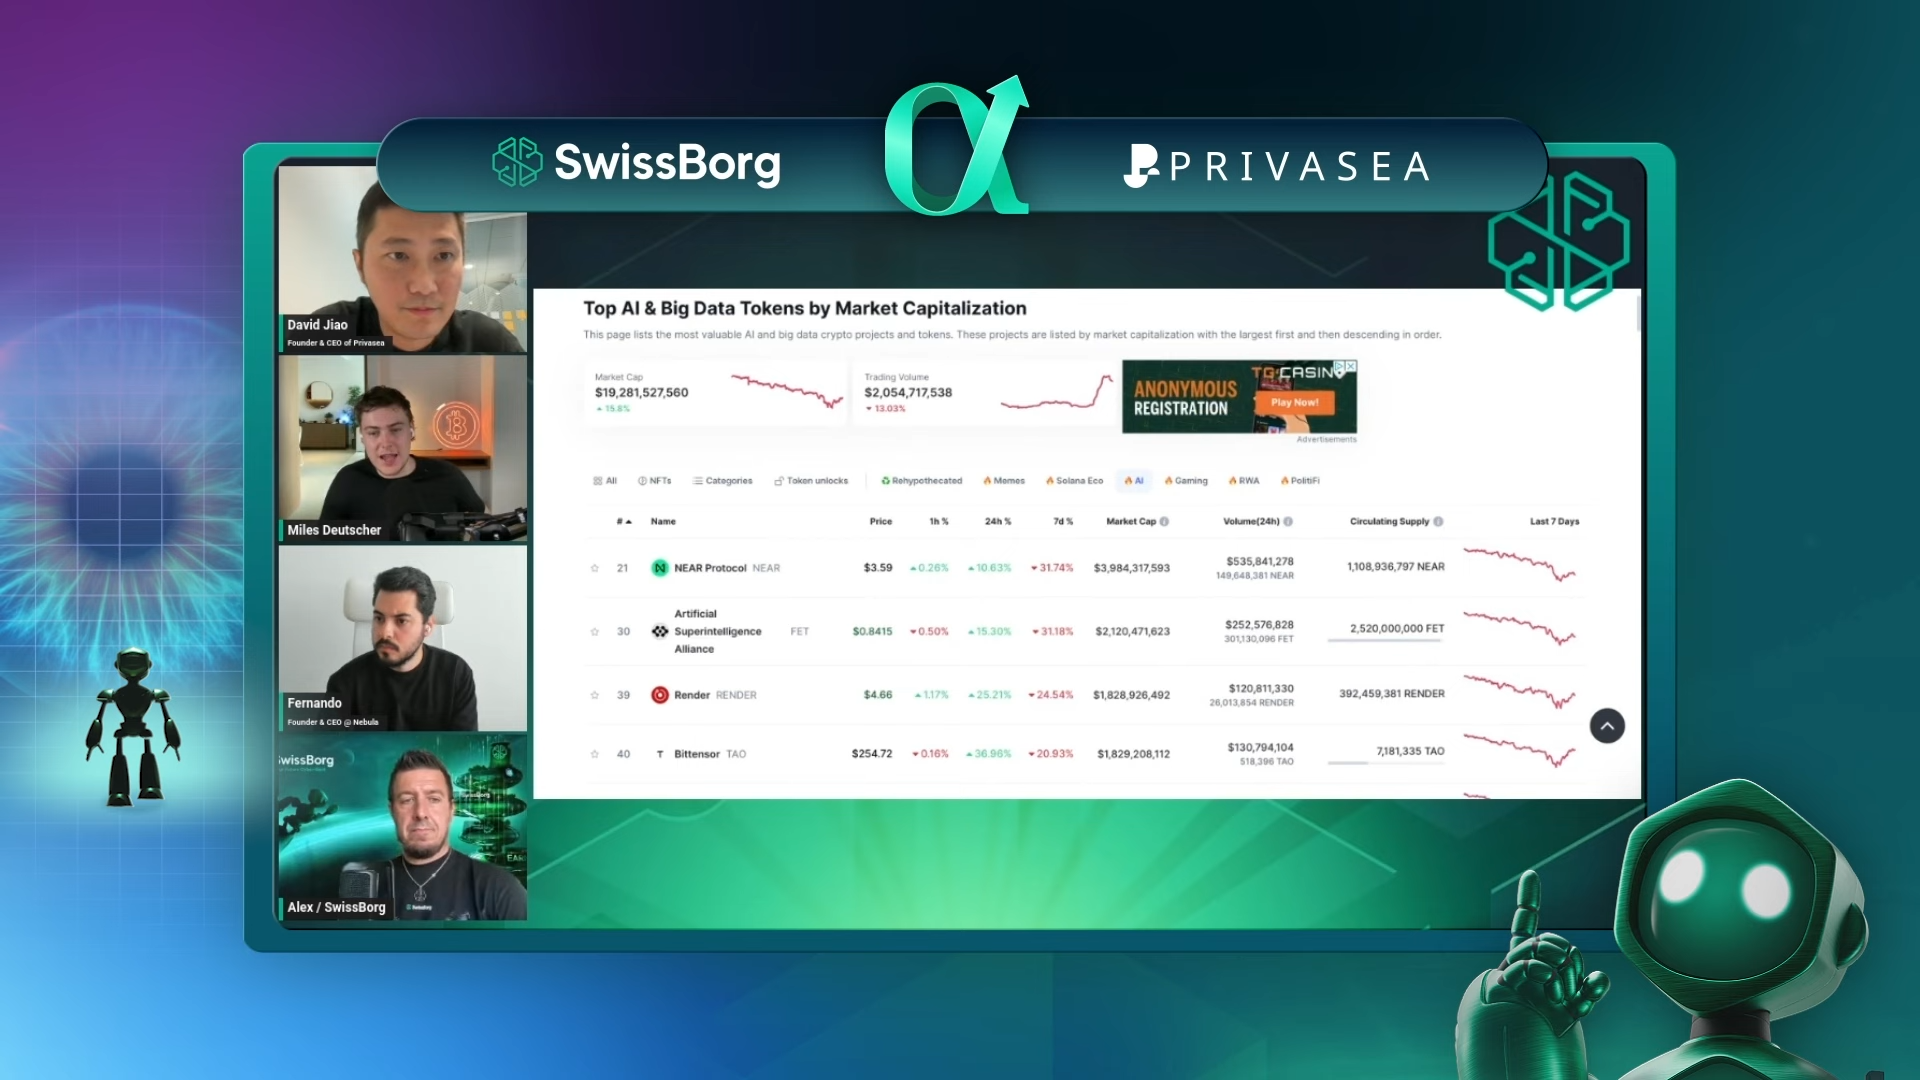 SwissBorg
PRIVASEA
David Jiao
Founder & CEO of Privasea
Miles Deutscher
Fernando
Founder & CEO @ Nebula
SwissBorg
Alex / SwissBorg
Top AI & Big Data Tokens by Market Capitalization
This page lists the most valuable AI and big data crypto projects and tokens. These projects are listed by market capitalization with the largest first and then descending in order.
Market Cap
$19,281,527,560
15.8%
Trading Volume
$2,054,717,538
13.03%
ANONYMOUS
REGISTRATION
TG.CASINO
Play Now!
Advertisements
All NFTs Categories Token unlocks Rehypothecated Memes Solana Eco AI Gaming RWA PolitiFi
# Name Price 1h % 24h % 7d % Market Cap Volume(24h) Circulating Supply Last 7 Days
21 NEAR Protocol NEAR $3.59 0.26% 10.63% 31.74% $3,984,317,593 $535,841,278 1,108,936,797 NEAR
149,648,381 NEAR
30 Artificial Superintelligence Alliance FET $0.8415 0.50% 15.30% 31.18% $2,120,471,623 $252,576,828 2,520,000,000 FET
301,130,096 FET
39 Render RENDER $4.66 1.17% 25.21% 24.54% $1,828,926,492 $120,811,330 392,459,381 RENDER
26,013,854 RENDER
40 Bittensor TAO $254.72 0.16% 36.96% 20.93% $1,829,208,112 $130,794,104 7,181,335 TAO
518,396 TAO